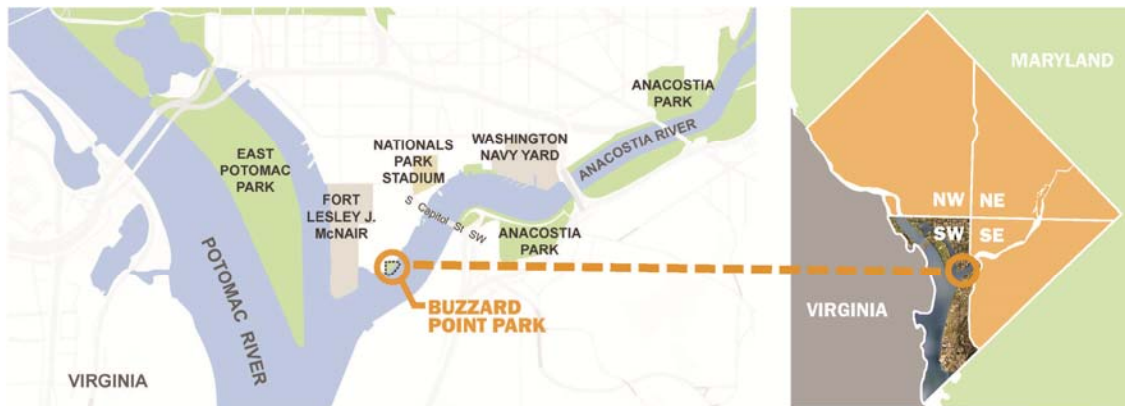 ANACOSTIA
PARK
ANACOSTIA RIVER
WASHINGTON
NAVY YARD
NATIONALS
PARK
STADIUM
EAST
POTOMAC
PARK
FORT
LESLEY J.
McNAIR
S Capitol St SW
ANACOSTIA
PARK
POTOMAC RIVER
BUZZARD
POINT PARK
VIRGINIA
MARYLAND
NW NE
SW SE
VIRGINIA